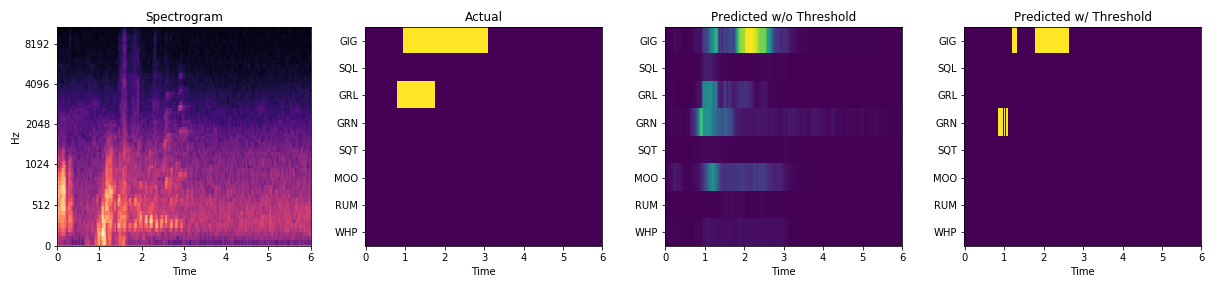 Spectrogram
8192
4096
2048
1024
512
0
Hz
0 1 2 3 4 5 6
Time
Actual
GIG
SQL
GRL
GRN
SQT
MOO
RUM
WHP
0 1 2 3 4 5 6
Time
Predicted w/o Threshold
GIG
SQL
GRL
GRN
SQT
MOO
RUM
WHP
0 1 2 3 4 5 6
Time
Predicted w/ Threshold
GIG
SQL
GRL
GRN
SQT
MOO
RUM
WHP
0 1 2 3 4 5 6
Time